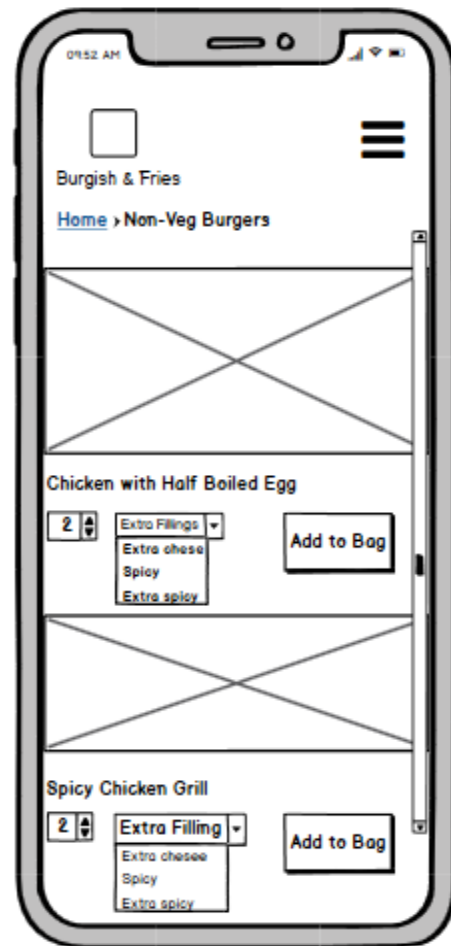 09:52 AM
Burgish & Fries
Home › Non-Veg Burgers
Chicken with Half Boiled Egg
2 Extra Fillings Add to Bag
Extra chese
Spicy
Extra spicy
Spicy Chicken Grill
2 Extra Filling Add to Bag
Extra chesee
Spicy
Extra spicy